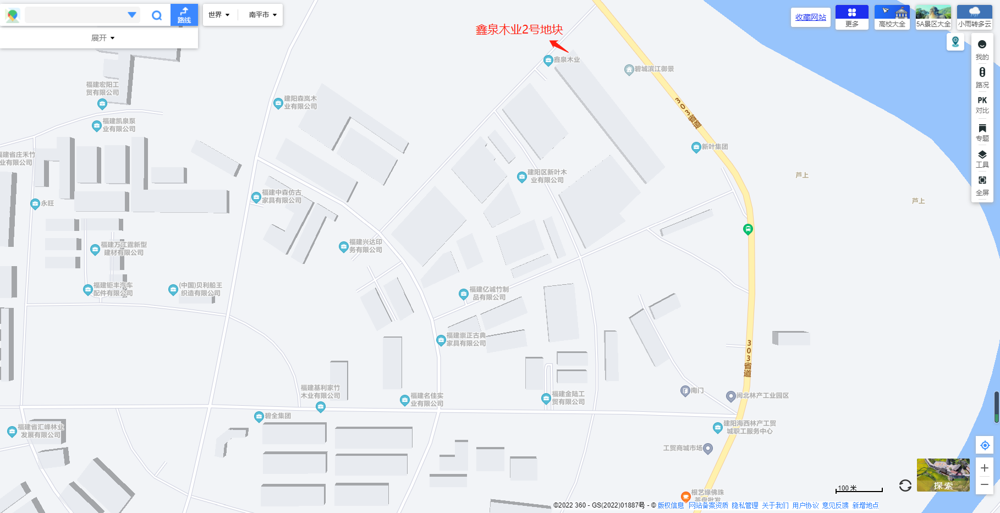 路线
展开
世界
南平市
鑫泉木业2号地块
收藏网站
更多
高校大全
5A景区大全
小雨转多云
我的
路况
PK
对比
专题
工具
全屏
鑫泉木业
碧城滨江御景
303省道
福建宏阳工
贸有限公司
建阳森岚木
业有限公司
福建凯泉泵
业有限公司
新叶集团
福建省庄禾竹
业有限公司
建阳区新叶木
业有限公司
芦上
芦上
福建中森仿古
家具有限公司
永旺
福建兴达印
务有限公司
福建万江霆新型
建材有限公司
福建钜丰汽车
配件有限公司
(中国)贝利船王
织造有限公司
福建亿诚竹制
品有限公司
福建崇正古典
家具有限公司
303省道
福建基利家竹
木业有限公司
福建名佳实
业有限公司
福建金陆工
贸有限公司
南门
闽北林产工业园区
碧全集团
福建省汇峰林业
发展有限公司
建阳海西林产工贸
城职工服务中心
工贸商城市场
根艺缘佛珠
茶盘批发
100 米
探索
©2022 360 - GS(2022)01887号 - © 版权信息 网站备案资质 隐私管理 关于我们 用户协议 意见反馈 新增地点